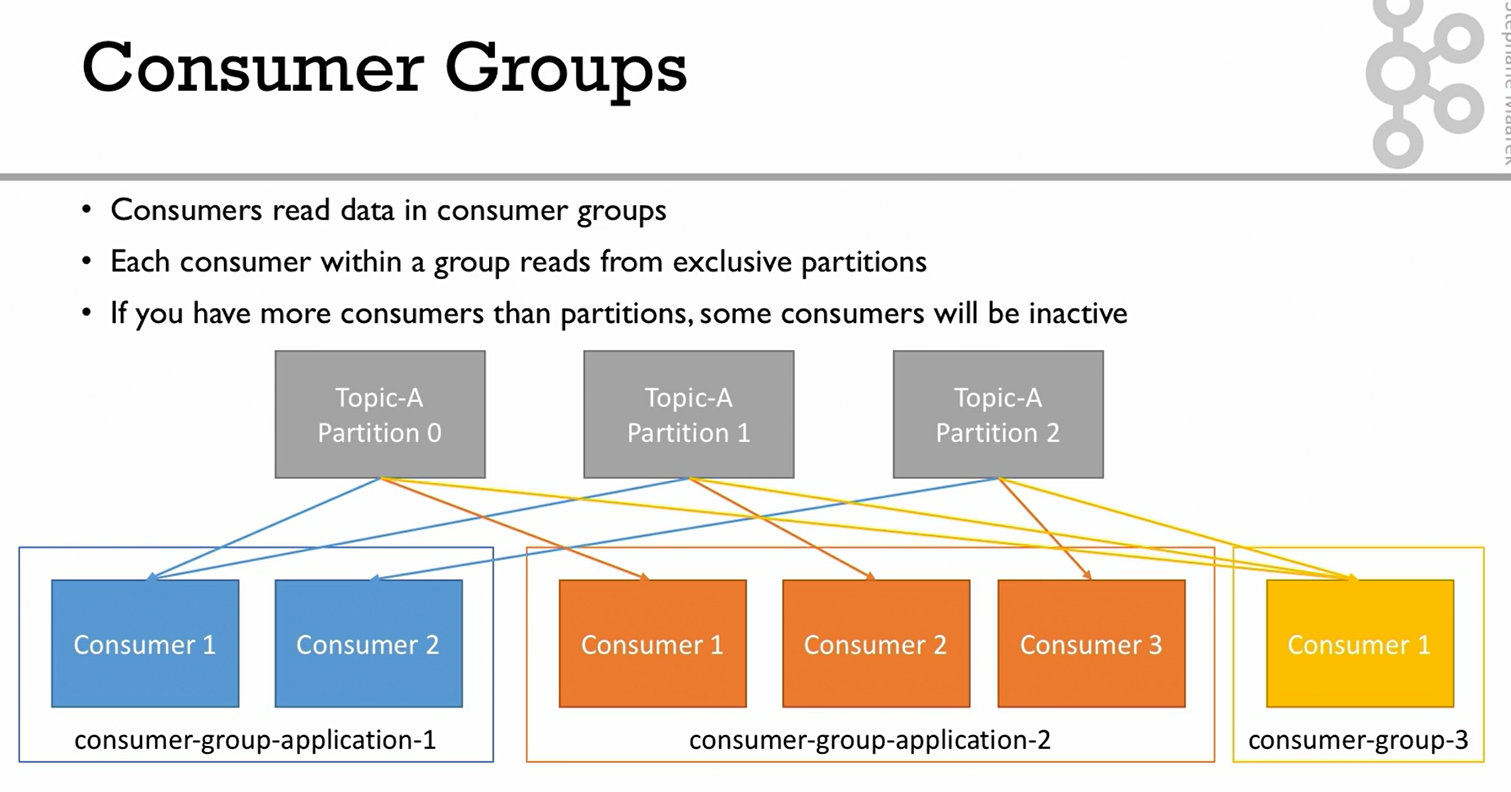 Consumer Groups
Stephane Maarek
• Consumers read data in consumer groups
• Each consumer within a group reads from exclusive partitions
• If you have more consumers than partitions, some consumers will be inactive
Topic-A
Partition 0
Topic-A
Partition 1
Topic-A
Partition 2
Consumer 1
Consumer 2
consumer-group-application-1
Consumer 1
Consumer 2
Consumer 3
consumer-group-application-2
Consumer 1
consumer-group-3